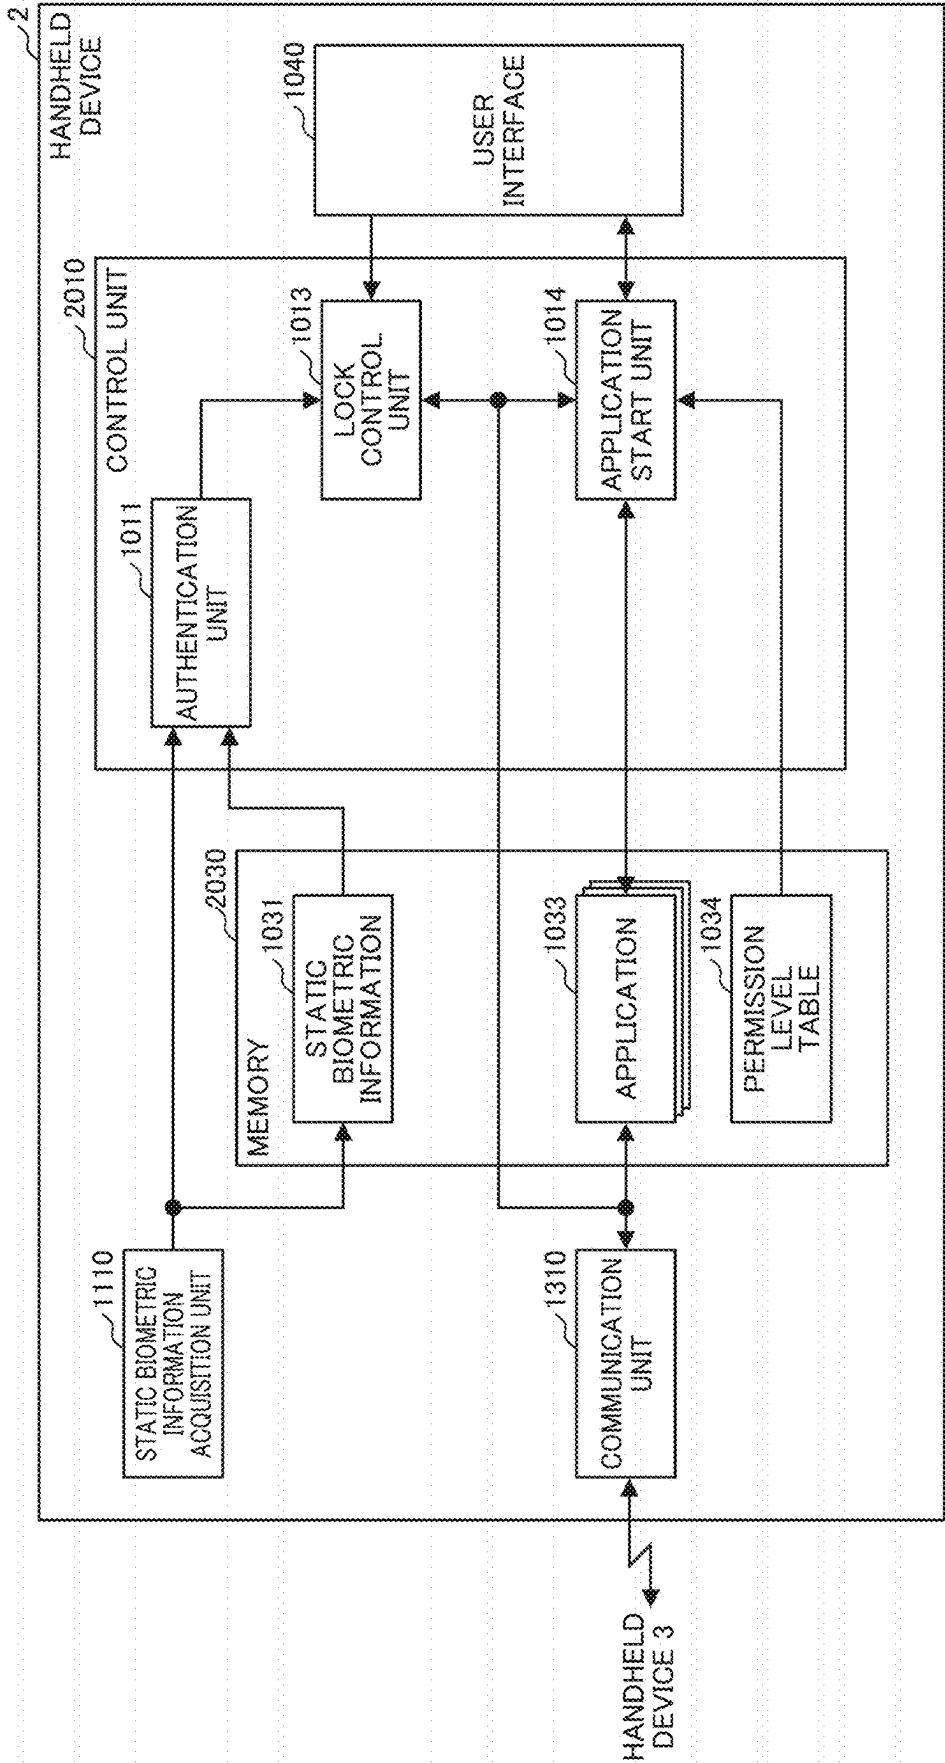 2
HANDHELD
DEVICE
1110
STATIC BIOMETRIC
INFORMATION
ACQUISITION UNIT
2030
MEMORY
1031
STATIC
BIOMETRIC
INFORMATION
2010
CONTROL UNIT
1011
AUTHENTICATION
UNIT
1013
LOCK
CONTROL
UNIT
1040
USER
INTERFACE
1310
COMMUNICATION
UNIT
1033
APPLICATION
1014
APPLICATION
START UNIT
1034
PERMISSION
LEVEL
TABLE
HANDHELD
DEVICE 3